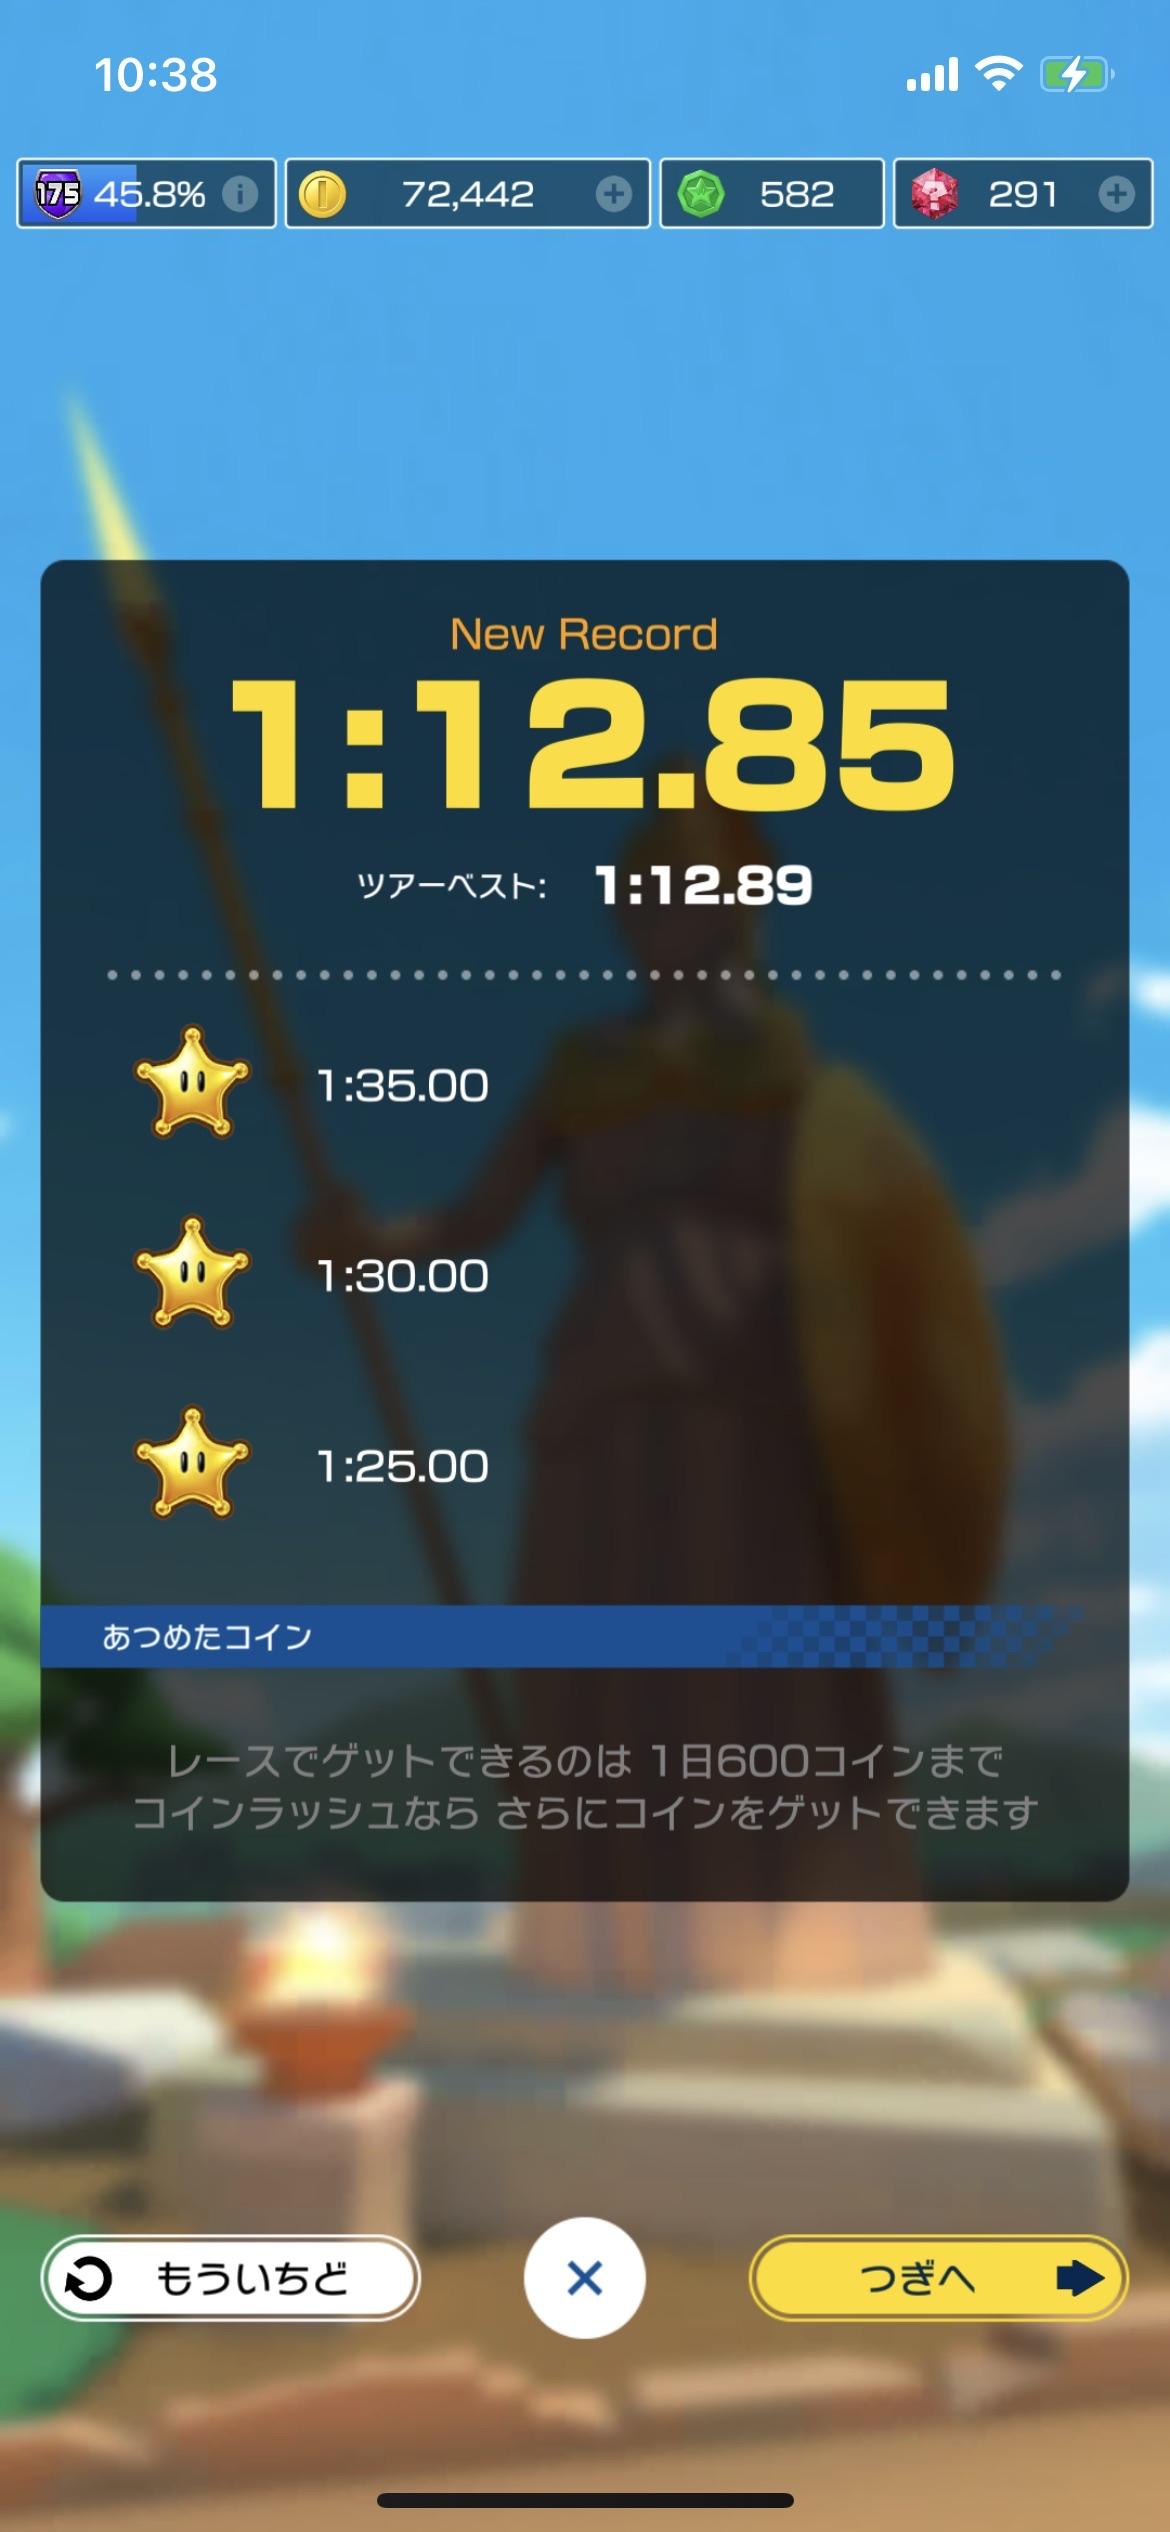 10:38
175 45.8% i 72,442 + 582 ? 291 +
New Record
1:12.85
ツアーベスト: 1:12.89
1:35.00
1:30.00
1:25.00
あつめたコイン
レースでゲットできるのは 1日600コインまで
コインラッシュなら さらにコインをゲットできます
もういちど × つぎへ